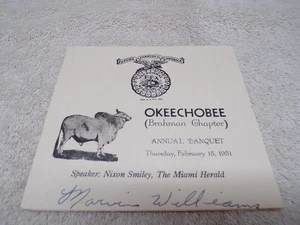 OKEECHOBEE
(Brahman Chapter)
ANNUAL BANQUET
Thursday, February 15, 1951
Speaker: Nixon Smiley, The Miami Herald
Marvin Williams